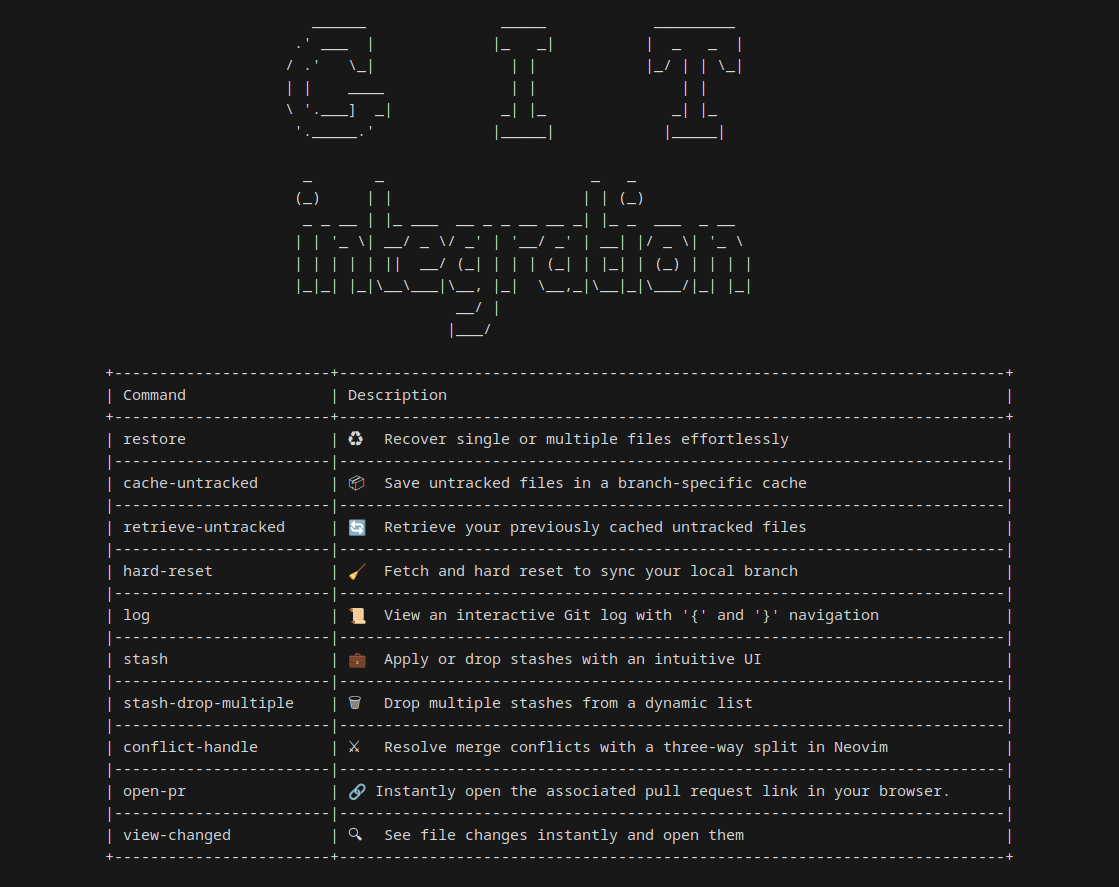 GIT
integration
Command | Description
restore | ♻ Recover single or multiple files effortlessly
cache-untracked | 📦 Save untracked files in a branch-specific cache
retrieve-untracked | 🔄 Retrieve your previously cached untracked files
hard-reset | 🧹 Fetch and hard reset to sync your local branch
log | 📜 View an interactive Git log with '{' and '}' navigation
stash | 💼 Apply or drop stashes with an intuitive UI
stash-drop-multiple | 🗑 Drop multiple stashes from a dynamic list
conflict-handle | ⚔ Resolve merge conflicts with a three-way split in Neovim
open-pr | 🔗 Instantly open the associated pull request link in your browser.
view-changed | 🔍 See file changes instantly and open them